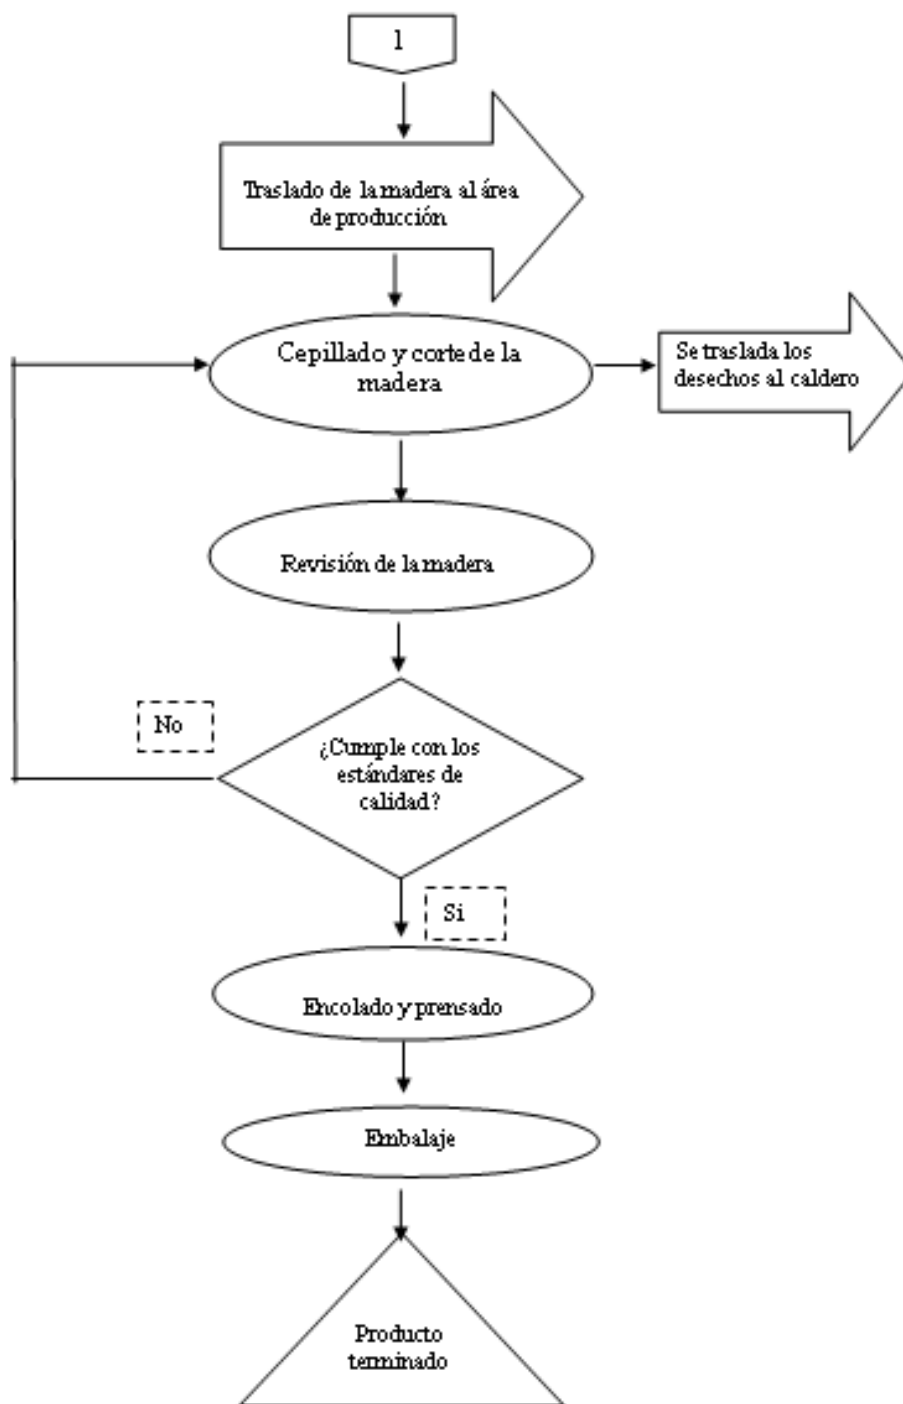 1
Traslado de la madera al área
de producción
Cepillado y corte de la
madera
Se traslada los
desechos al caldero
Revisión de la madera
No
¿Cumple con los
estándares de
calidad?
Si
Encolado y prensado
Embalaje
Producto
terminado